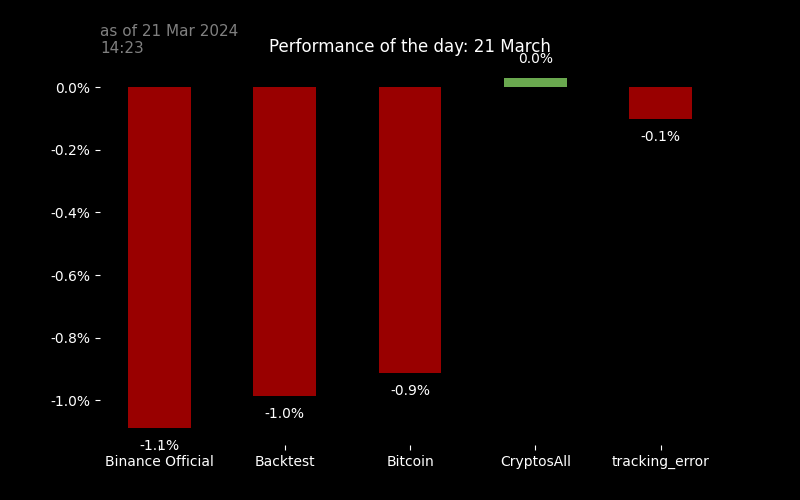 as of 21 Mar 2024
14:23
Performance of the day: 21 March
0.0%
0.0%
-0.1%
-0.2%
-0.4%
-0.6%
-0.8%
-0.9%
-1.0%
-1.0%
-1.1%
Binance Official
Backtest
Bitcoin
CryptosAll
tracking_error